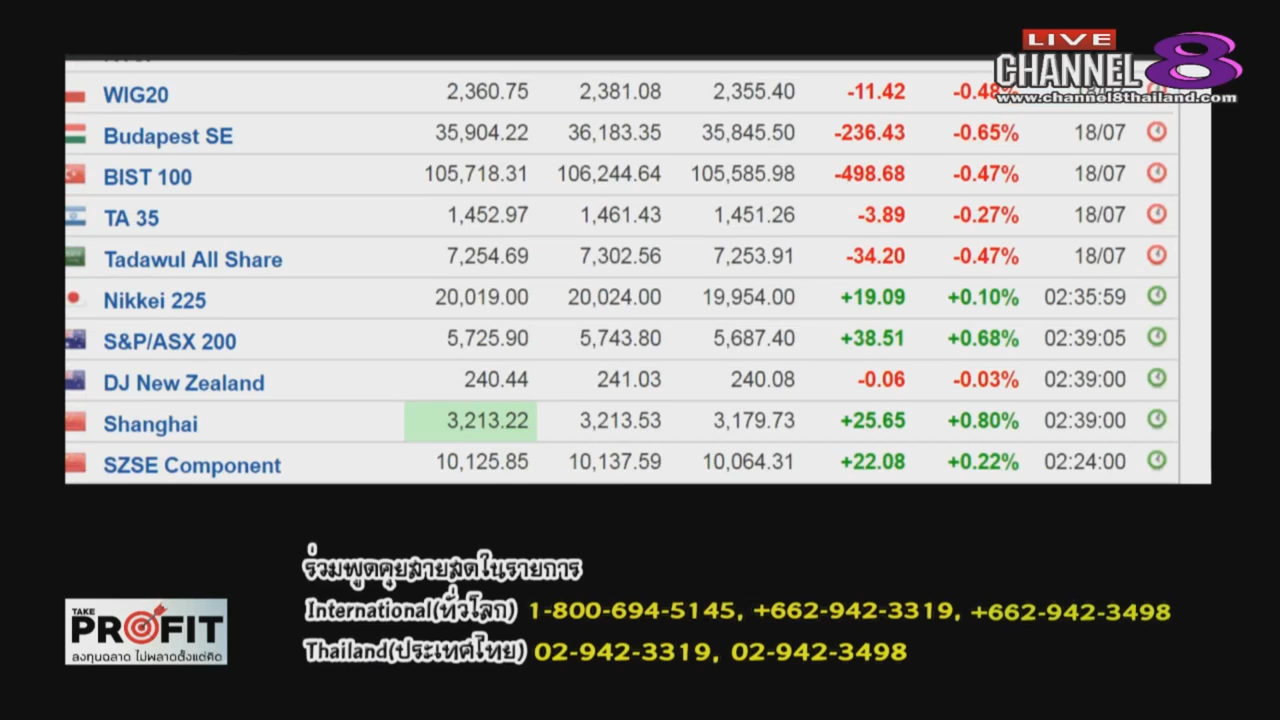 LIVE
CHANNEL 8
www.channel8thailand.com
WIG20 2,360.75 2,381.08 2,355.40 -11.42
Budapest SE 35,904.22 36,183.35 35,845.50 -236.43 -0.65% 18/07
BIST 100 105,718.31 106,244.64 105,585.98 -498.68 -0.47% 18/07
TA 35 1,452.97 1,461.43 1,451.26 -3.89 -0.27% 18/07
Tadawul All Share 7,254.69 7,302.56 7,253.91 -34.20 -0.47% 18/07
Nikkei 225 20,019.00 20,024.00 19,954.00 +19.09 +0.10% 02:35:59
S&P/ASX 200 5,725.90 5,743.80 5,687.40 +38.51 +0.68% 02:39:05
DJ New Zealand 240.44 241.03 240.08 -0.06 -0.03% 02:39:00
Shanghai 3,213.22 3,213.53 3,179.73 +25.65 +0.80% 02:39:00
SZSE Component 10,125.85 10,137.59 10,064.31 +22.08 +0.22% 02:24:00
ร่วมพูดคุยสายสดในรายการ
International(ทั่วโลก) 1-800-694-5145, +662-942-3319, +662-942-3498
Thailand(ประเทศไทย) 02-942-3319, 02-942-3498
TAKE
PROFIT
ลงทุนฉลาด ไม่พลาดตั้งแต่คิด